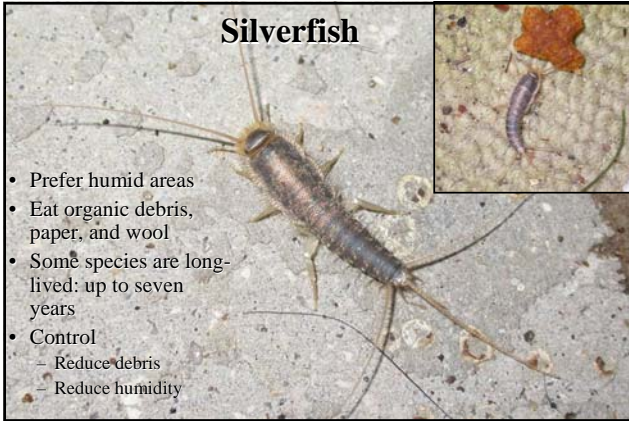 Silverfish
• Prefer humid areas
• Eat organic debris,
paper, and wool
• Some species are long-
lived: up to seven
years
• Control
– Reduce debris
– Reduce humidity